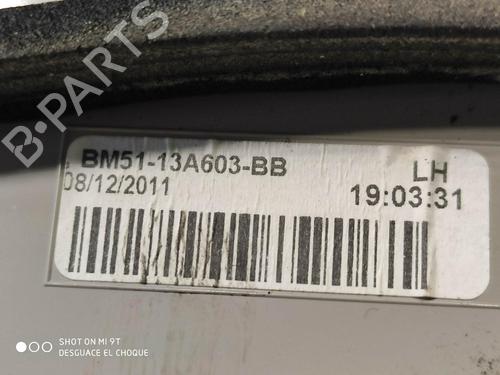 B-Parts
BM51-13A603-BB LH
08/12/2011 19:03:31
SHOT ON MI 9T
DESGUACE EL CHOQUE